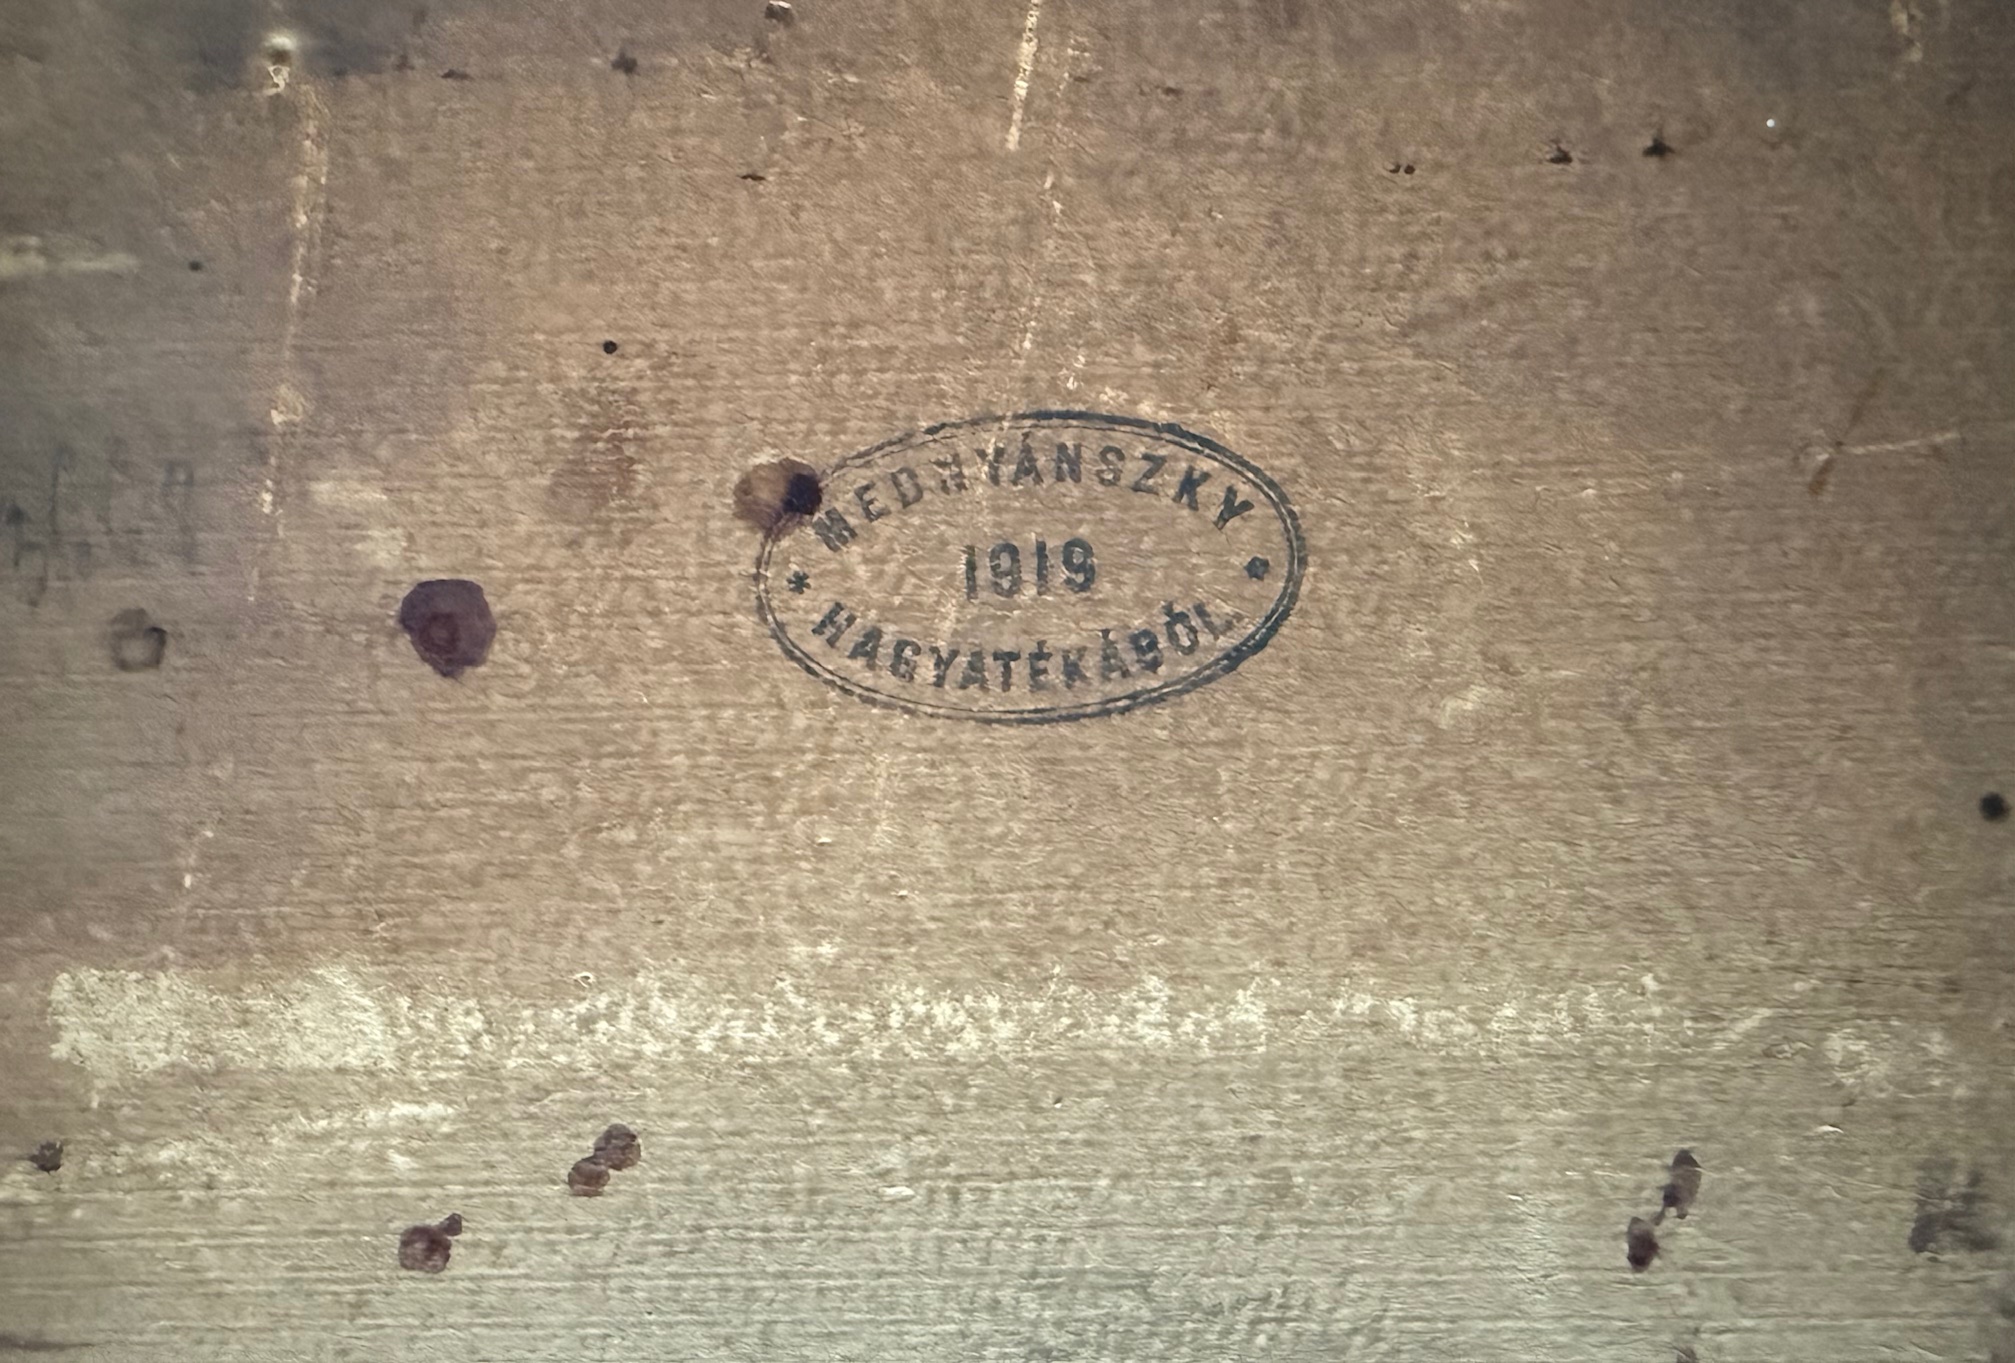 MEDNYÁNSZKY
* 1919 *
HAGYATÉKÁBÓL